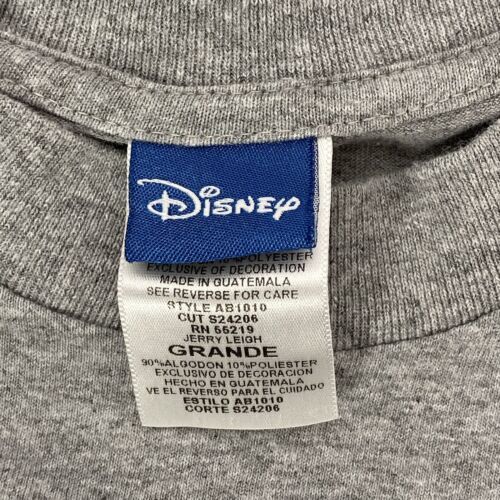 Disney
10%POLYESTER
EXCLUSIVE OF DECORATION
MADE IN GUATEMALA
SEE REVERSE FOR CARE
STYLE AB1010
CUT S24206
RN 55219
JERRY LEIGH
GRANDE
90%ALGODON 10%POLIESTER
EXCLUSIVO DE DECORACION
HECHO EN GUATEMALA
VE EL REVERSO PARA EL CUIDADO
ESTILO AB1010
CORTE S24206